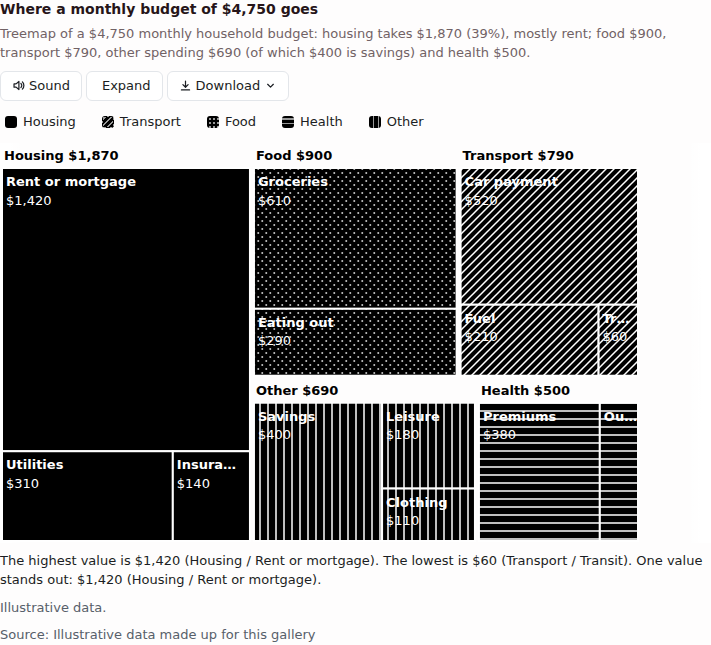 Where a monthly budget of $4,750 goes
Treemap of a $4,750 monthly household budget: housing takes $1,870 (39%), mostly rent; food $900,
transport $790, other spending $690 (of which $400 is savings) and health $500.
Sound Expand Download
Housing Transport Food Health Other
Housing $1,870
Rent or mortgage
$1,420
Utilities
$310
Insura...
$140
Food $900
Groceries
$610
Eating out
$290
Transport $790
Car payment
$520
Fuel
$210
Tr...
$60
Other $690
Savings
$400
Leisure
$180
Clothing
$110
Health $500
Premiums
$380
Ou...
The highest value is $1,420 (Housing / Rent or mortgage). The lowest is $60 (Transport / Transit). One value
stands out: $1,420 (Housing / Rent or mortgage).
Illustrative data.
Source: Illustrative data made up for this gallery